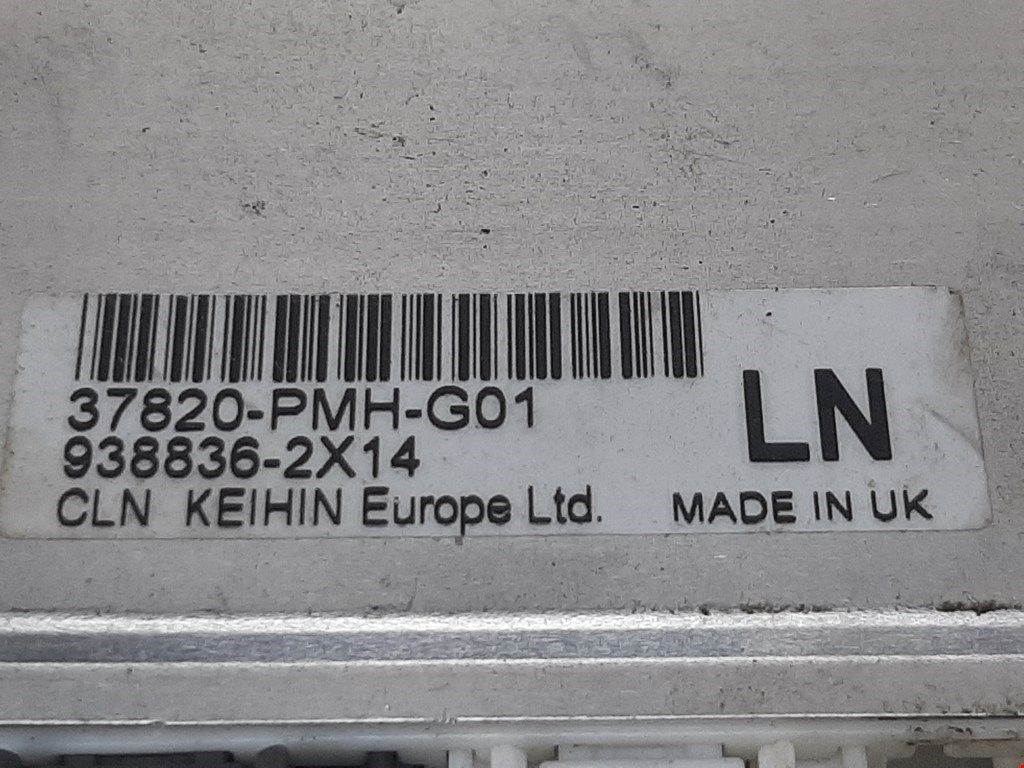 37820-PMH-G01
938836-2X14
LN
CLN KEIHIN Europe Ltd.
MADE IN UK